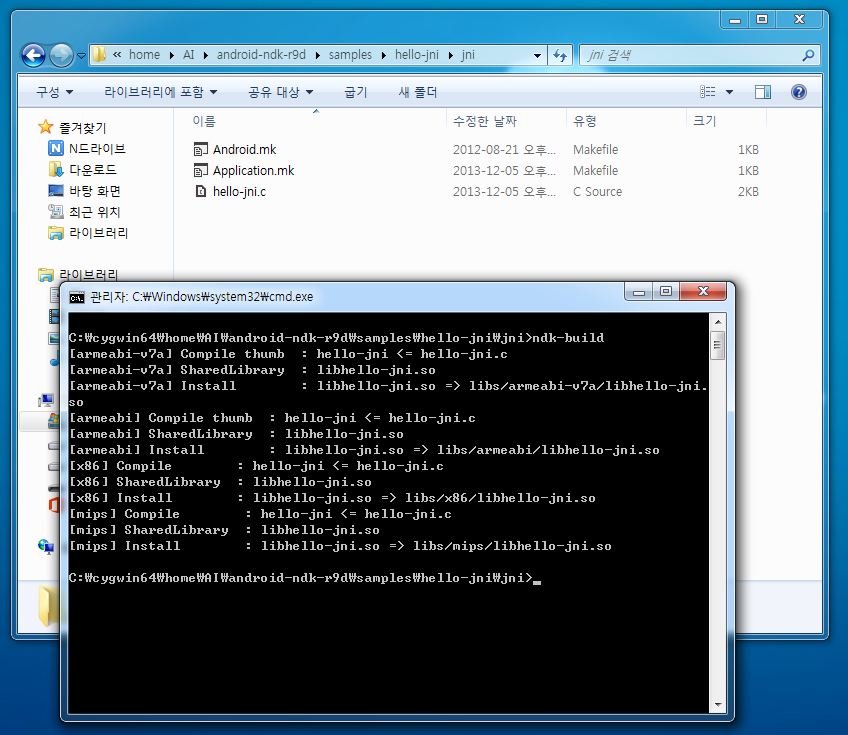 « home ▸ AI ▸ android-ndk-r9d ▸ samples ▸ hello-jni ▸ jni
jni 검색
구성 라이브러리에 포함 공유 대상 굽기 새 폴더
이름 수정한 날짜 유형 크기
즐겨찾기
N드라이브
다운로드
바탕 화면
최근 위치
라이브러리
라이브러리
Android.mk 2012-08-21 오후... Makefile 1KB
Application.mk 2013-12-05 오후... Makefile 1KB
hello-jni.c 2013-12-05 오후... C Source 2KB
관리자: C:₩Windows₩system32₩cmd.exe
C:₩cygwin64₩home₩AI₩android-ndk-r9d₩samples₩hello-jni₩jni>ndk-build
[armeabi-v7a] Compile thumb  : hello-jni <= hello-jni.c
[armeabi-v7a] SharedLibrary  : libhello-jni.so
[armeabi-v7a] Install        : libhello-jni.so => libs/armeabi-v7a/libhello-jni.
so
[armeabi] Compile thumb  : hello-jni <= hello-jni.c
[armeabi] SharedLibrary  : libhello-jni.so
[armeabi] Install        : libhello-jni.so => libs/armeabi/libhello-jni.so
[x86] Compile        : hello-jni <= hello-jni.c
[x86] SharedLibrary  : libhello-jni.so
[x86] Install        : libhello-jni.so => libs/x86/libhello-jni.so
[mips] Compile        : hello-jni <= hello-jni.c
[mips] SharedLibrary  : libhello-jni.so
[mips] Install        : libhello-jni.so => libs/mips/libhello-jni.so
C:₩cygwin64₩home₩AI₩android-ndk-r9d₩samples₩hello-jni₩jni>